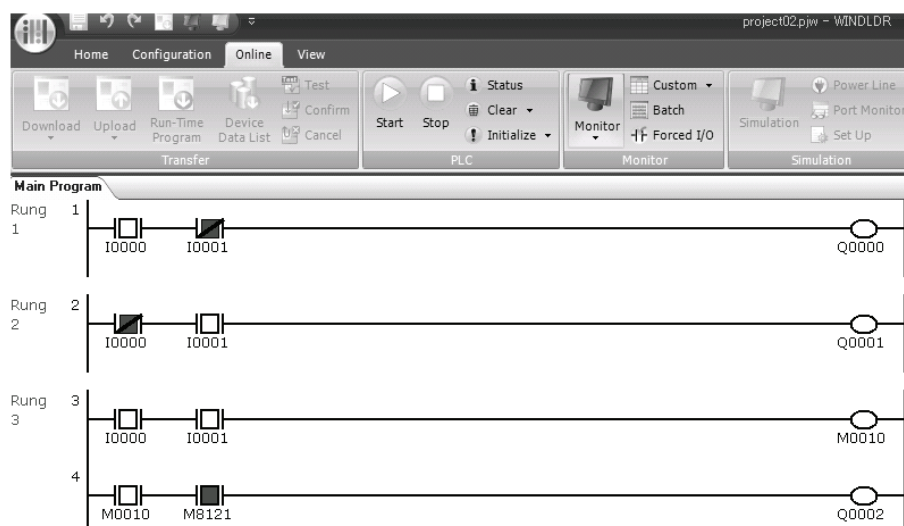 project02.pjw - WINDLDR
Home Configuration Online View
Download Upload Run-Time Program Device Data List Test Confirm Cancel
Transfer
Start Stop Status Clear Initialize
PLC
Monitor Custom Batch Forced I/O
Monitor
Simulation Power Line Port Monitor Set Up
Simulation
Main Program
Rung 1 1
I0000 I0001 Q0000
Rung 2 2
I0000 I0001 Q0001
Rung 3 3
I0000 I0001 M0010
4
M0010 M8121 Q0002